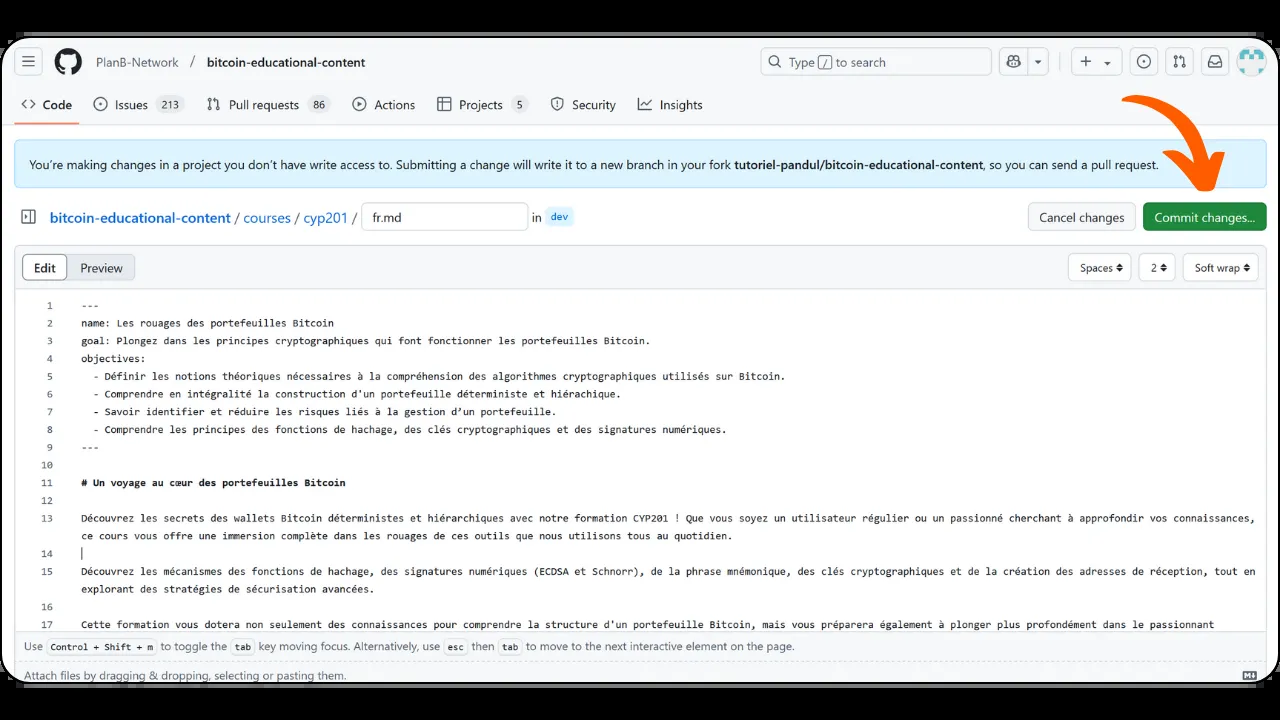 PlanB-Network / bitcoin-educational-content Type / to search
Code Issues 213 Pull requests 86 Actions Projects 5 Security Insights
You're making changes in a project you don't have write access to. Submitting a change will write it to a new branch in your fork tutoriel-pandul/bitcoin-educational-content, so you can send a pull request.
bitcoin-educational-content / courses / cyp201 / fr.md in dev Cancel changes Commit changes...
Edit Preview Spaces 2 Soft wrap
1 ---
2 name: Les rouages des portefeuilles Bitcoin
3 goal: Plongez dans les principes cryptographiques qui font fonctionner les portefeuilles Bitcoin.
4 objectives:
5 - Définir les notions théoriques nécessaires à la compréhension des algorithmes cryptographiques utilisés sur Bitcoin.
6 - Comprendre en intégralité la construction d'un portefeuille déterministe et hiérachique.
7 - Savoir identifier et réduire les risques liés à la gestion d’un portefeuille.
8 - Comprendre les principes des fonctions de hachage, des clés cryptographiques et des signatures numériques.
9 ---
10
11 # Un voyage au cœur des portefeuilles Bitcoin
12
13 Découvrez les secrets des wallets Bitcoin déterministes et hiérarchiques avec notre formation CYP201 ! Que vous soyez un utilisateur régulier ou un passionné cherchant à approfondir vos connaissances,
ce cours vous offre une immersion complète dans les rouages de ces outils que nous utilisons tous au quotidien.
14
15 Découvrez les mécanismes des fonctions de hachage, des signatures numériques (ECDSA et Schnorr), de la phrase mnémonique, des clés cryptographiques et de la création des adresses de réception, tout en
explorant des stratégies de sécurisation avancées.
16
17 Cette formation vous dotera non seulement des connaissances pour comprendre la structure d'un portefeuille Bitcoin, mais vous préparera également à plonger plus profondément dans le passionnant
Use Control + Shift + m to toggle the tab key moving focus. Alternatively, use esc then tab to move to the next interactive element on the page.
Attach files by dragging & dropping, selecting or pasting them.